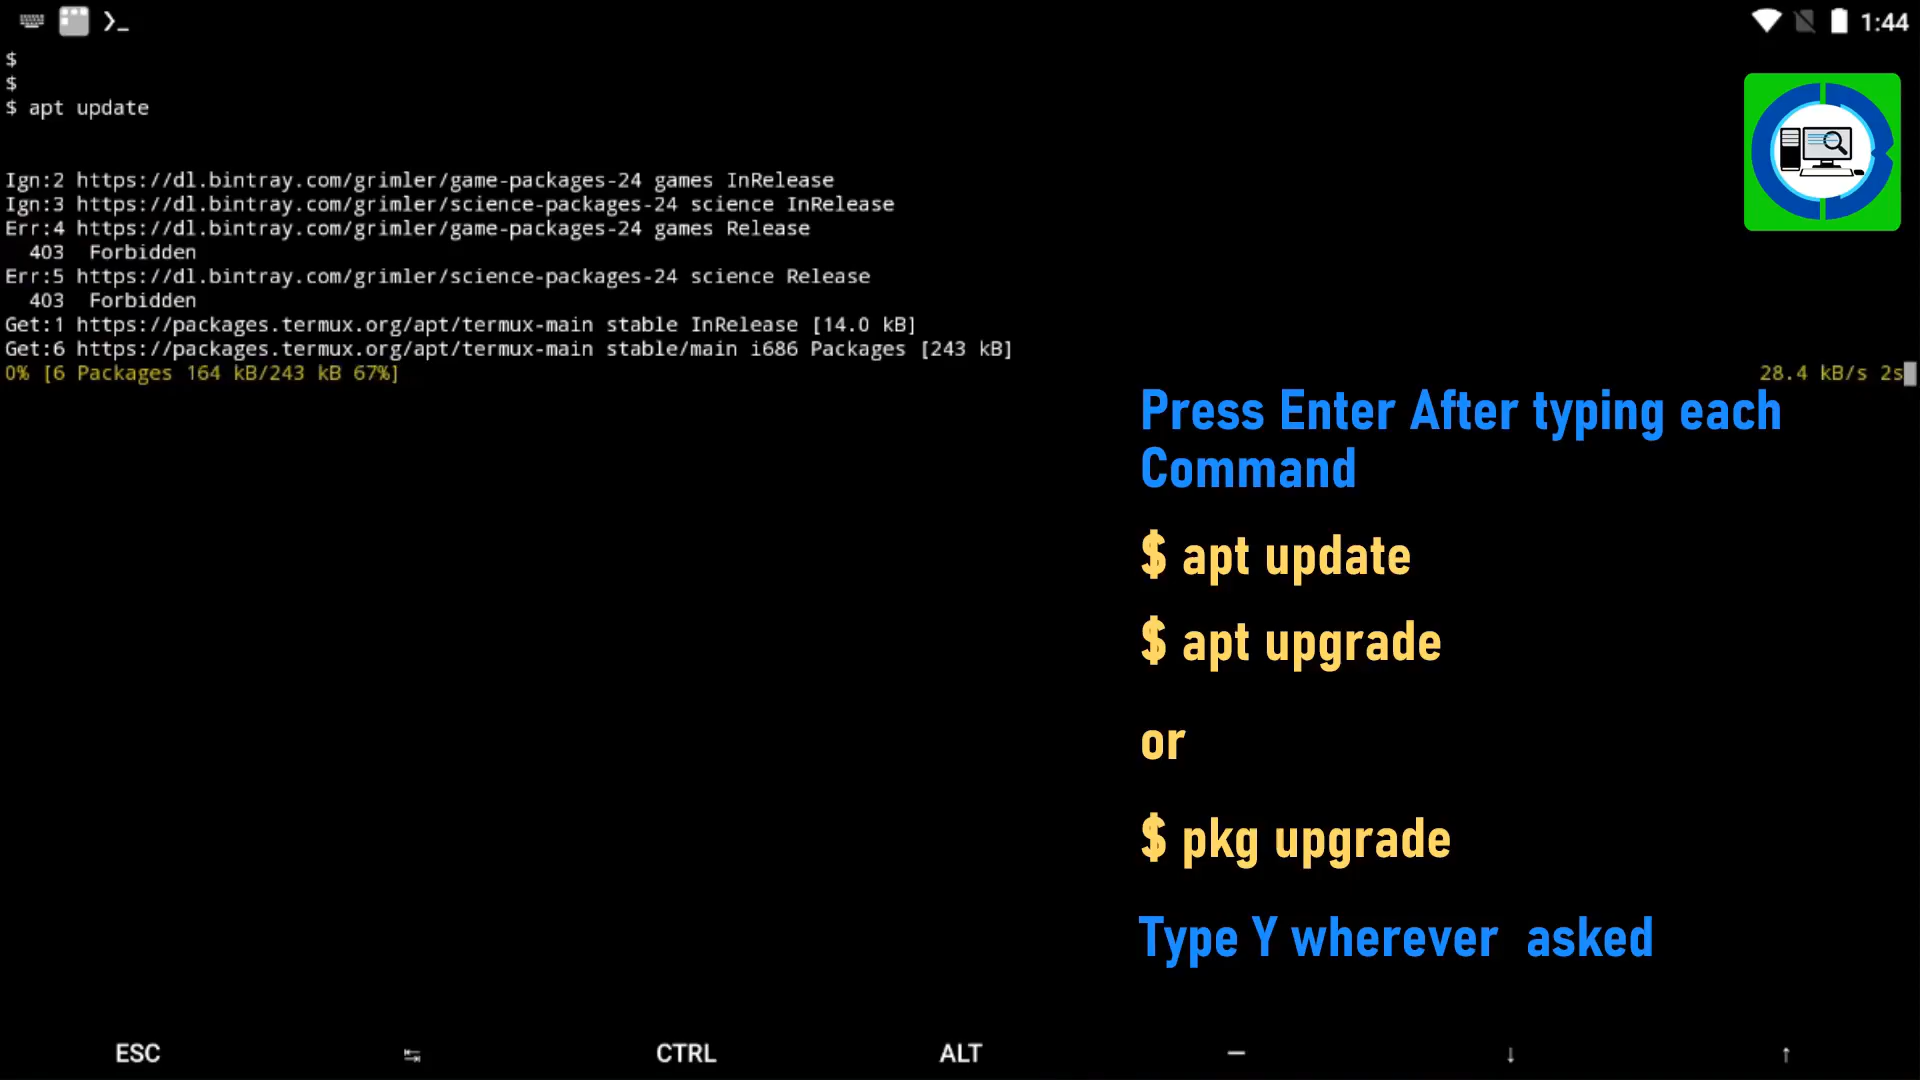 1:44
$
$
$ apt update
Ign:2 https://dl.bintray.com/grimler/game-packages-24 games InRelease
Ign:3 https://dl.bintray.com/grimler/science-packages-24 science InRelease
Err:4 https://dl.bintray.com/grimler/game-packages-24 games Release
  403  Forbidden
Err:5 https://dl.bintray.com/grimler/science-packages-24 science Release
  403  Forbidden
Get:1 https://packages.termux.org/apt/termux-main stable InRelease [14.0 kB]
Get:6 https://packages.termux.org/apt/termux-main stable/main i686 Packages [243 kB]
0% [6 Packages 164 kB/243 kB 67%] 28.4 kB/s 2s
Press Enter After typing each
Command
$ apt update
$ apt upgrade
or
$ pkg upgrade
Type Y wherever  asked
ESC ↹ CTRL ALT — ↓ ↑